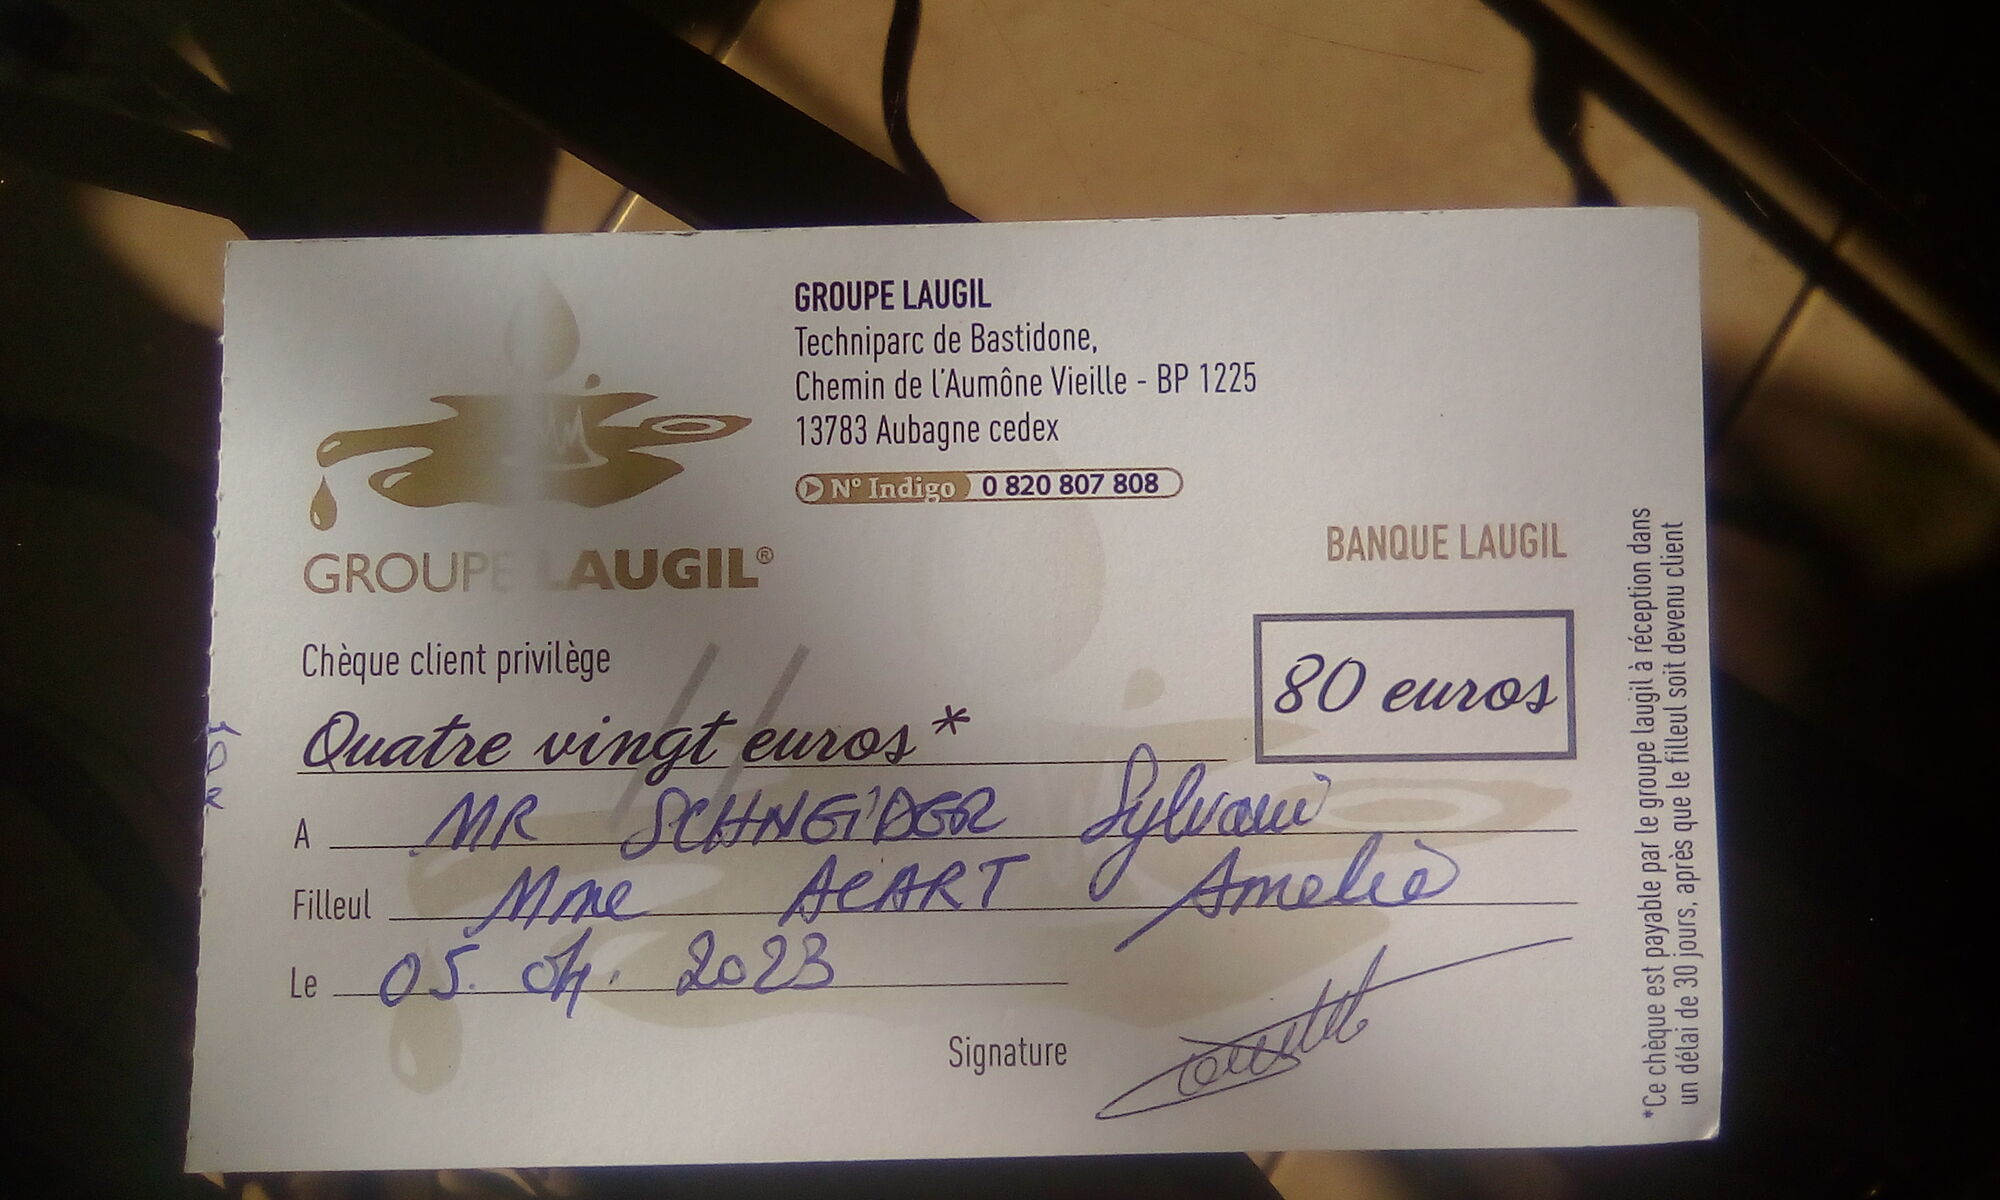 GROUPE LAUGIL
Techniparc de Bastidone,
Chemin de l'Aumône Vieille - BP 1225
13783 Aubagne cedex
N° Indigo 0 820 807 808
GROUPE LAUGIL®
BANQUE LAUGIL
Chèque client privilège
80 euros
Quatre vingt euros*
A MR SCHNEIDER Sylvain
Filleul Mme ACART Amelie
Le 05. 04. 2023
Signature
*Ce chèque est payable par le groupe laugil à réception dans
un délai de 30 jours, après que le filleul soit devenu client